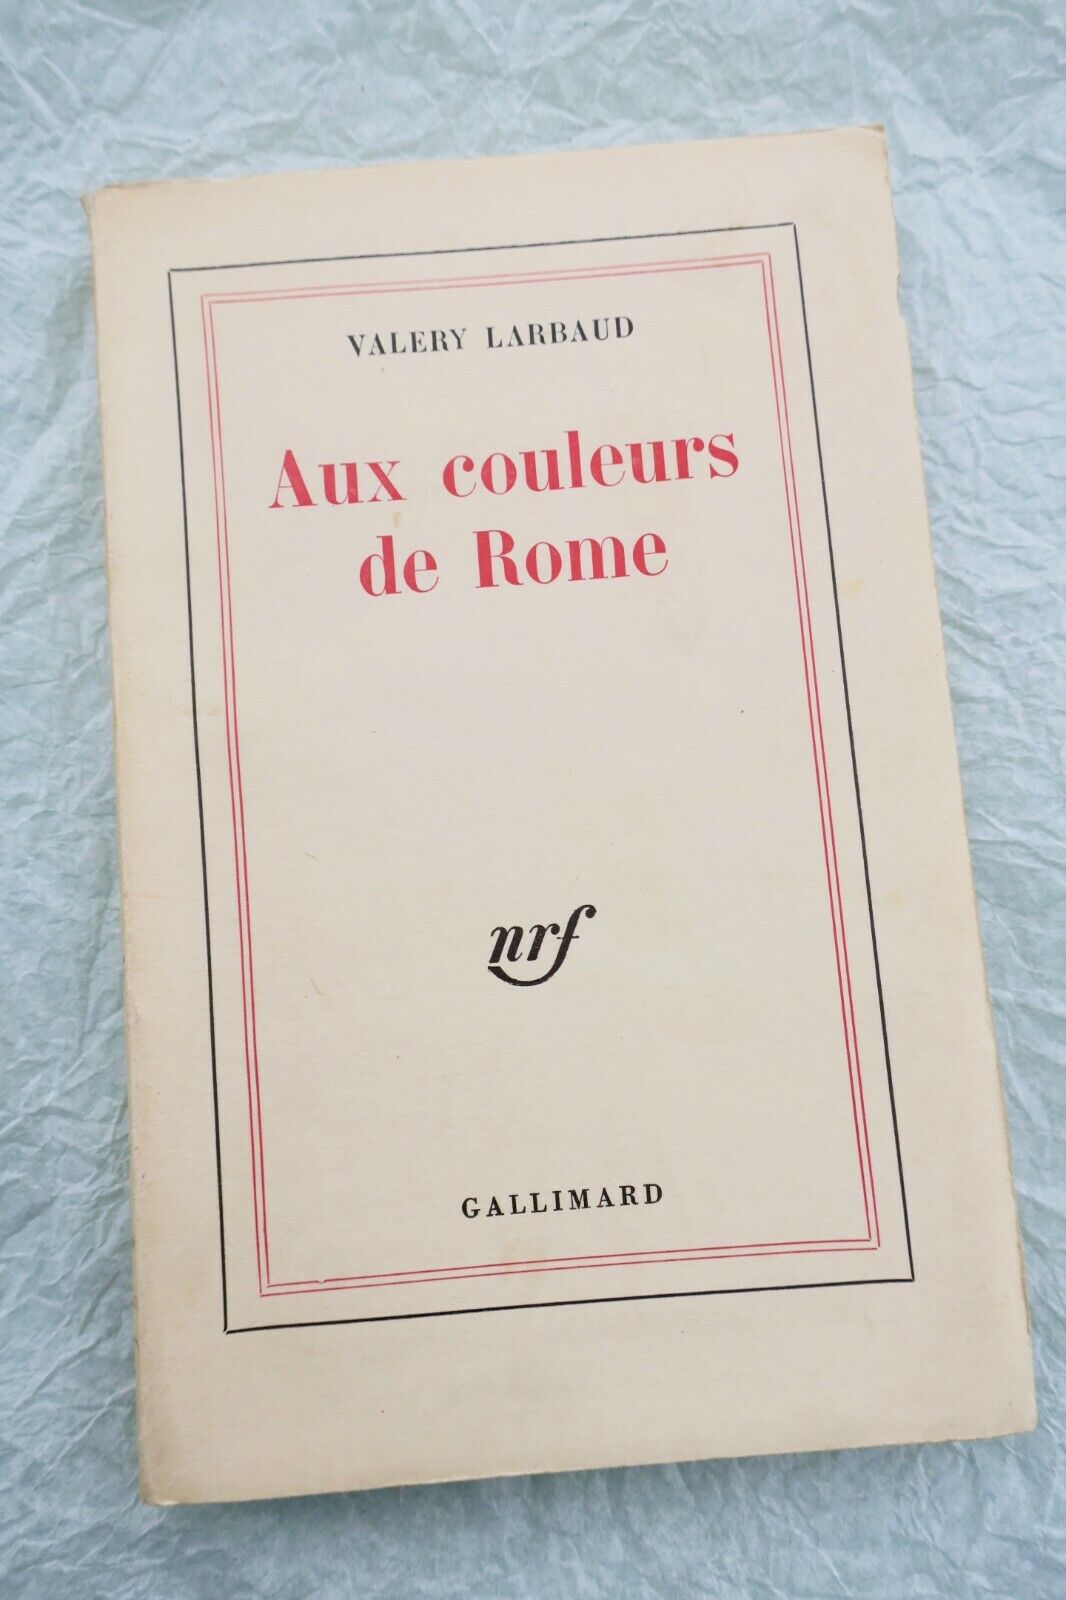 VALERY LARBAUD
Aux couleurs
de Rome
nrf
GALLIMARD